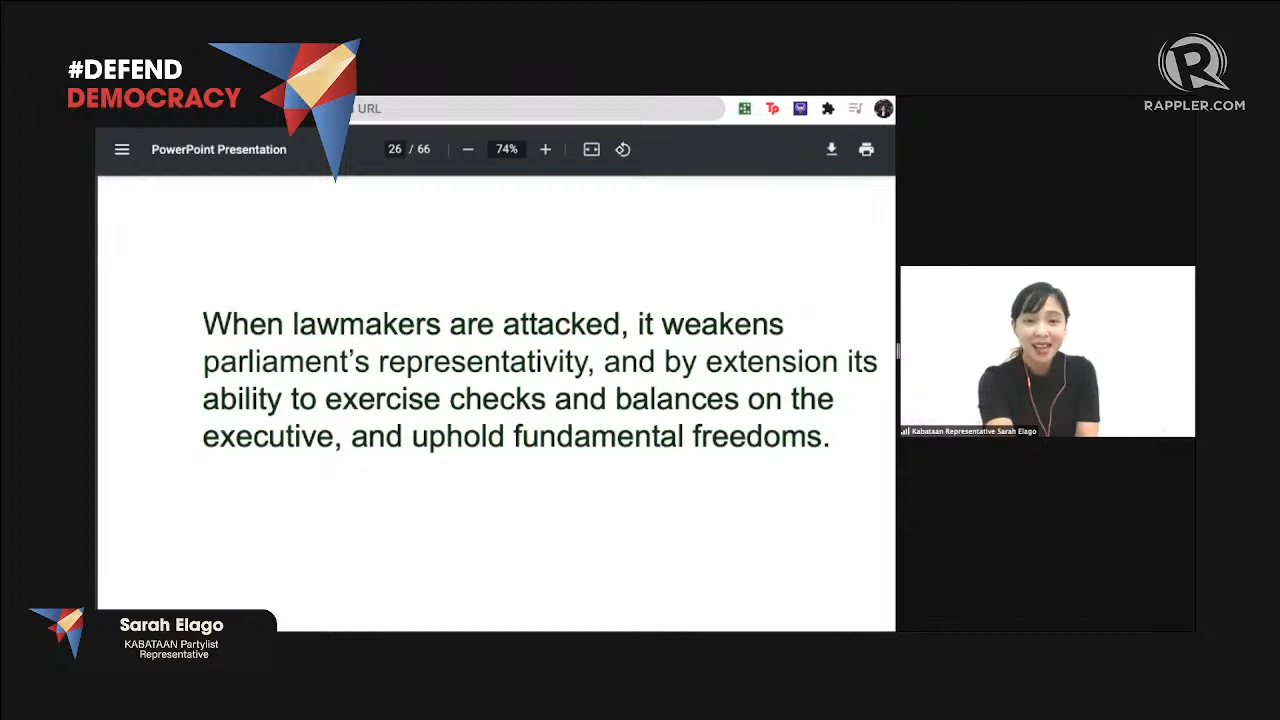 #DEFEND
DEMOCRACY
RAPPLER.COM
URL
Tp
PowerPoint Presentation
26 / 66
74%
When lawmakers are attacked, it weakens
parliament's representativity, and by extension its
ability to exercise checks and balances on the
executive, and uphold fundamental freedoms.
Kabataan Representative Sarah Elago
Sarah Elago
KABATAAN Partylist
Representative